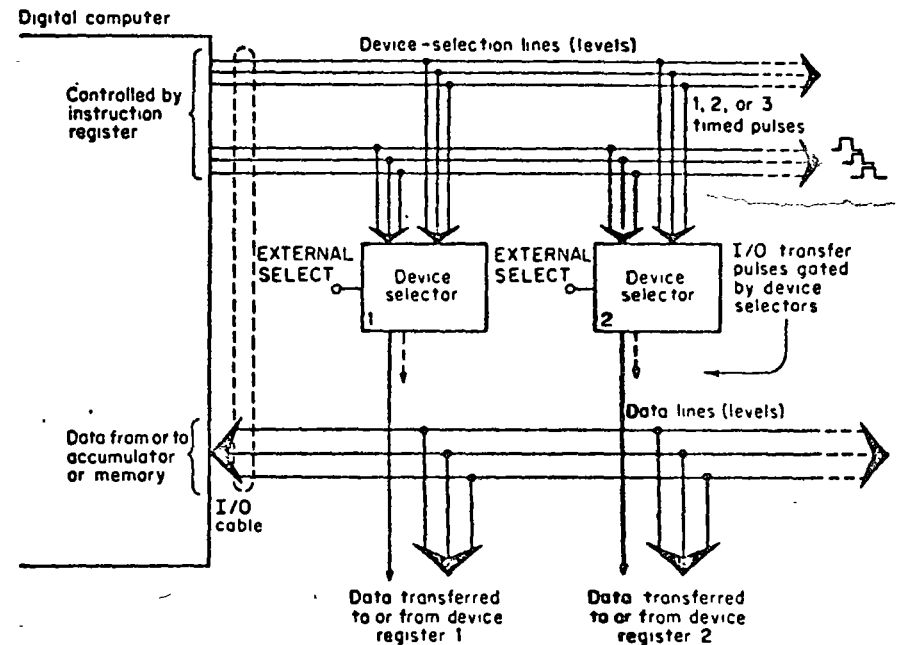 Digital computer
Device-selection lines (levels)
Controlled by
instruction
register
1, 2, or 3
timed pulses
EXTERNAL
SELECT
Device
selector
1
EXTERNAL
SELECT
Device
selector
2
I/O transfer
pulses gated
by device
selectors
Data lines (levels)
Data from or to
accumulator
or memory
I/O
cable
Data transferred
to or from device
register 1
Data transferred
to or from device
register 2